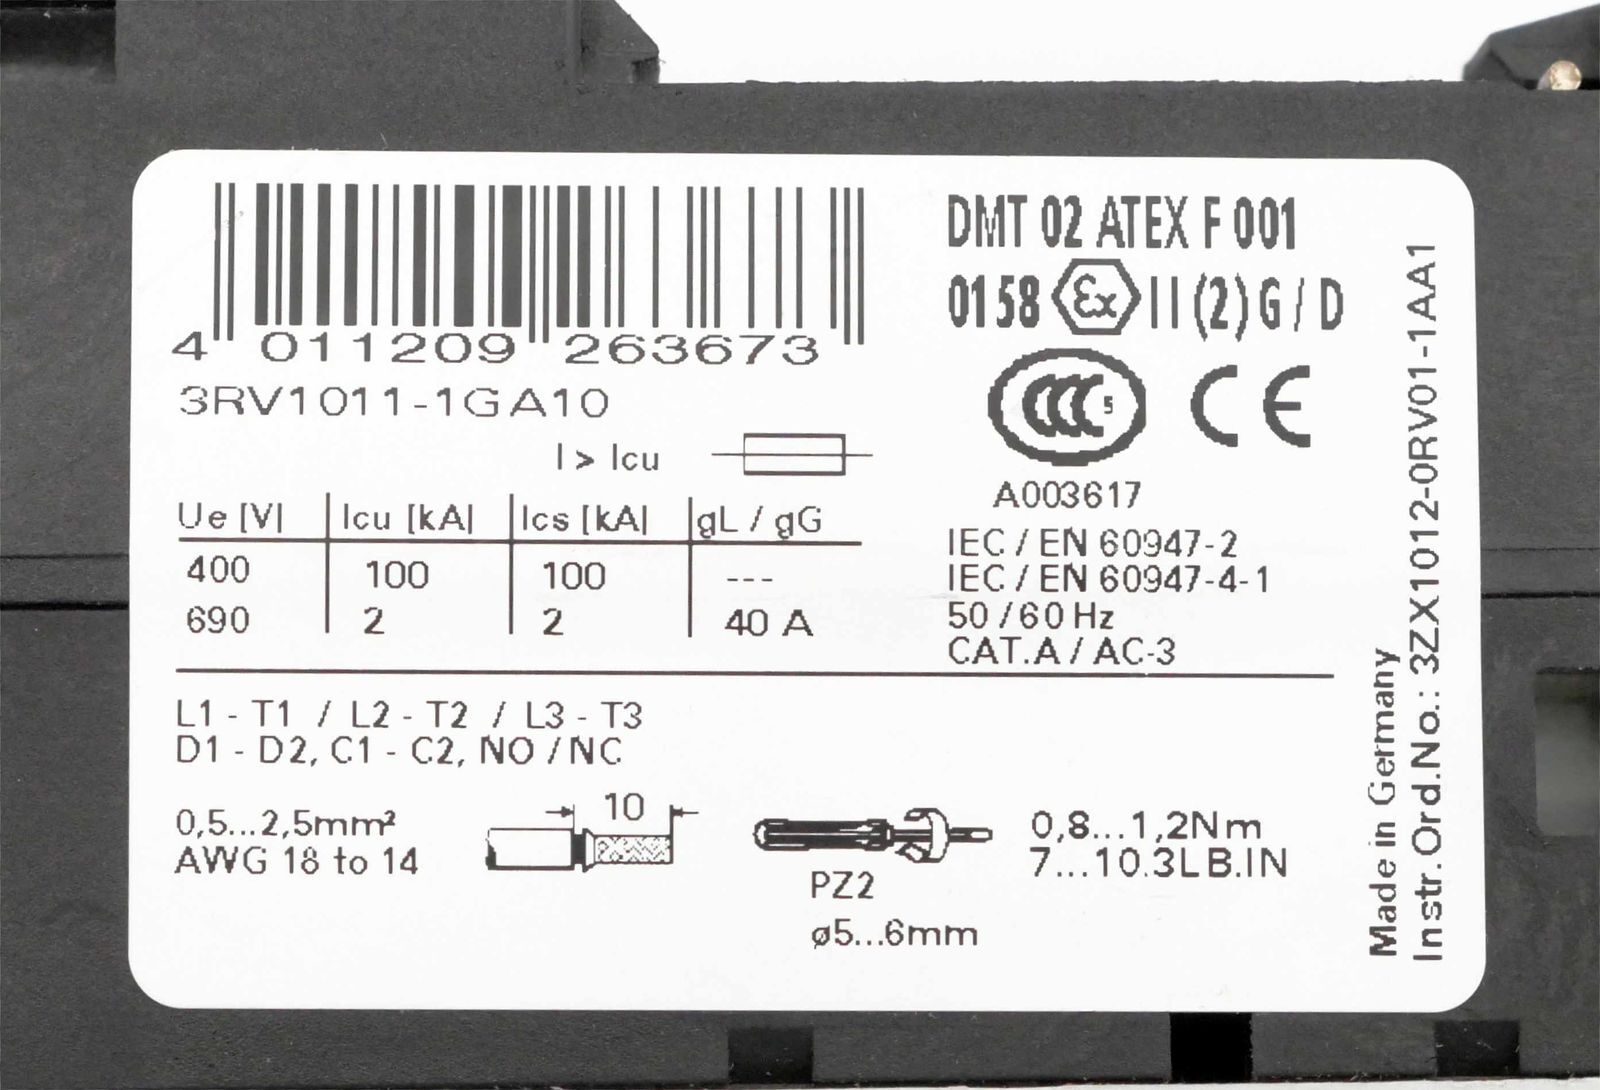 4 011209 263673
3RV1011-1GA10
I > Icu
Ue [V] Icu [kA] Ics [kA] gL / gG
400 100 100 ---
690 2 2 40 A
DMT 02 ATEX F 001
0158 Ex II (2) G / D
CCC 5 CE
A003617
IEC / EN 60947-2
IEC / EN 60947-4-1
50 / 60 Hz
CAT.A / AC-3
L1 - T1 / L2 - T2 / L3 - T3
D1 - D2, C1 - C2, NO / NC
0,5...2,5mm²
AWG 18 to 14
10
PZ2
ø5...6mm
0,8...1,2Nm
7...10.3LB.IN
Made in Germany
Instr.Ord.No.: 3ZX1012-0RV01-1AA1